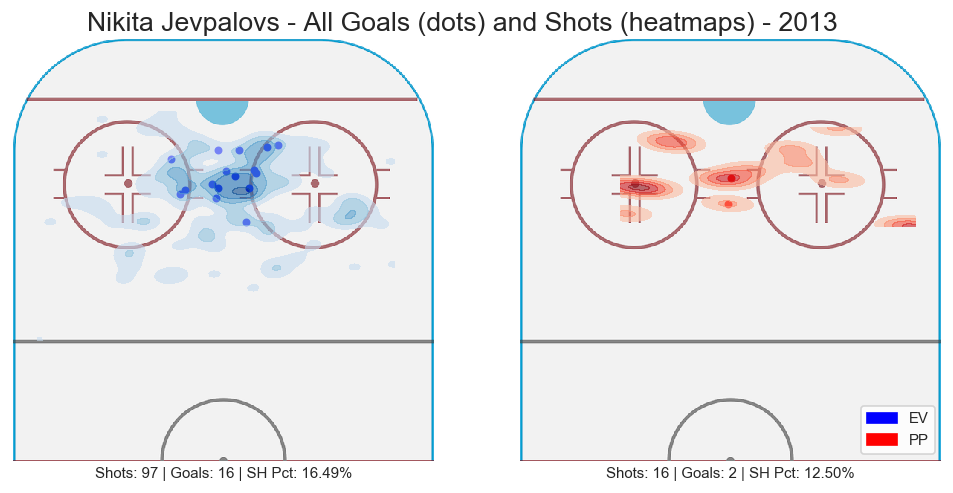 Nikita Jevpalovs - All Goals (dots) and Shots (heatmaps) - 2013
EV
PP
Shots: 97 | Goals: 16 | SH Pct: 16.49%
Shots: 16 | Goals: 2 | SH Pct: 12.50%